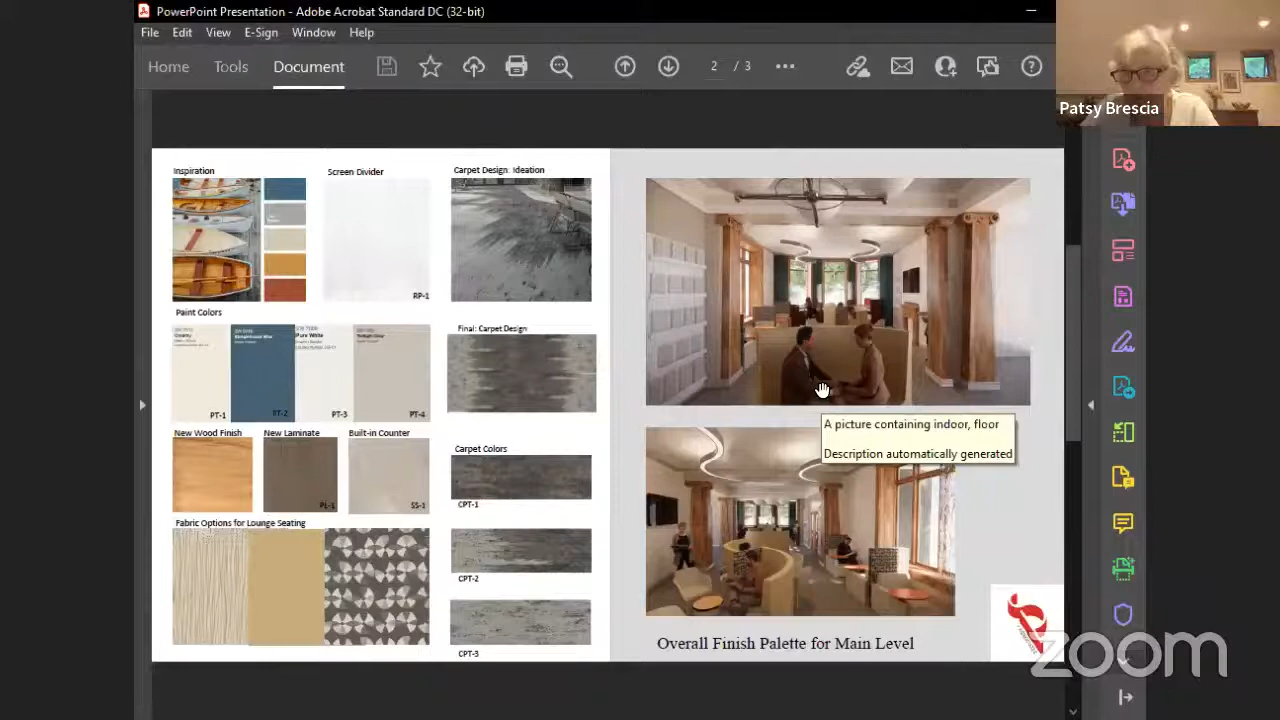 PowerPoint Presentation - Adobe Acrobat Standard DC (32-bit)
File Edit View E-Sign Window Help
Home Tools Document
2 / 3
Patsy Brescia
Inspiration
Screen Divider
Carpet Design: Ideation
RP-1
Paint Colors
Final: Carpet Design
Pure White
PT-1
PT-2
PT-3
PT-4
New Wood Finish
New Laminate
Built-in Counter
Carpet Colors
PL-1
SS-1
CPT-1
Fabric Options for Lounge Seating
CPT-2
CPT-3
A picture containing indoor, floor
Description automatically generated
Overall Finish Palette for Main Level
zoom